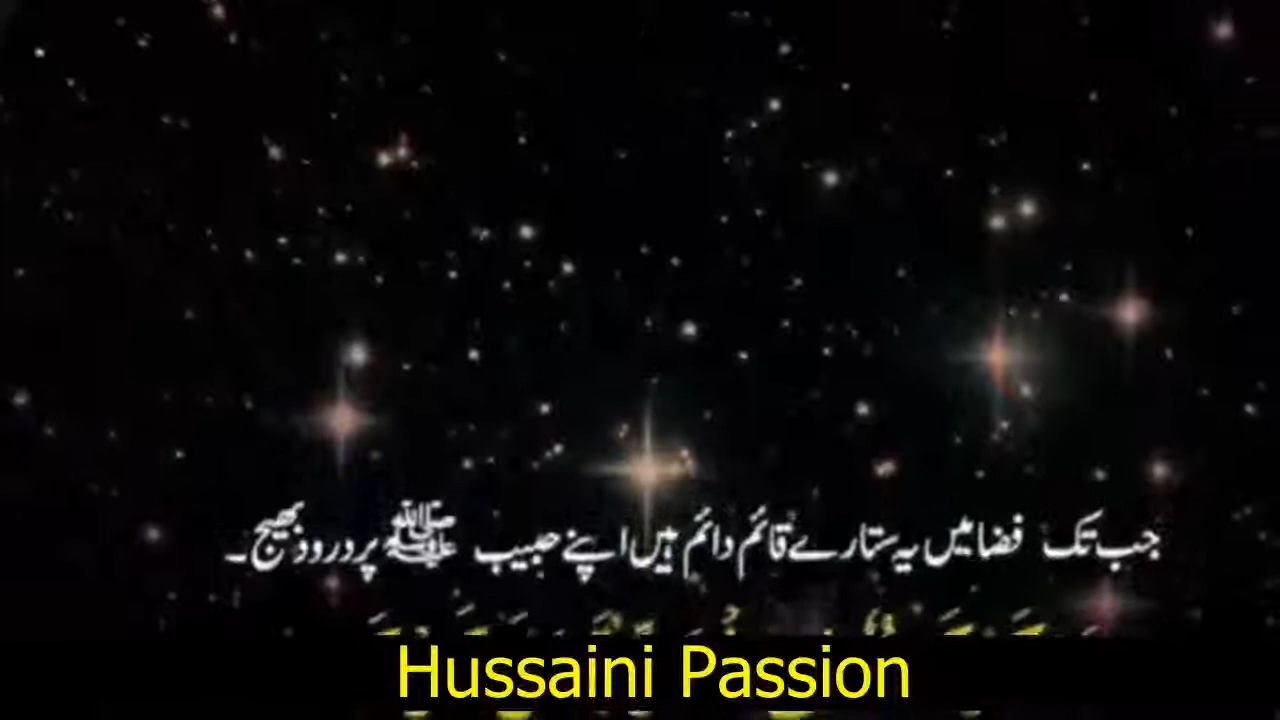 جب تک فضا میں یہ ستارے قائم دائم ہیں اپنے حبیب ﷺ پر درود بھیج۔
Hussaini Passion